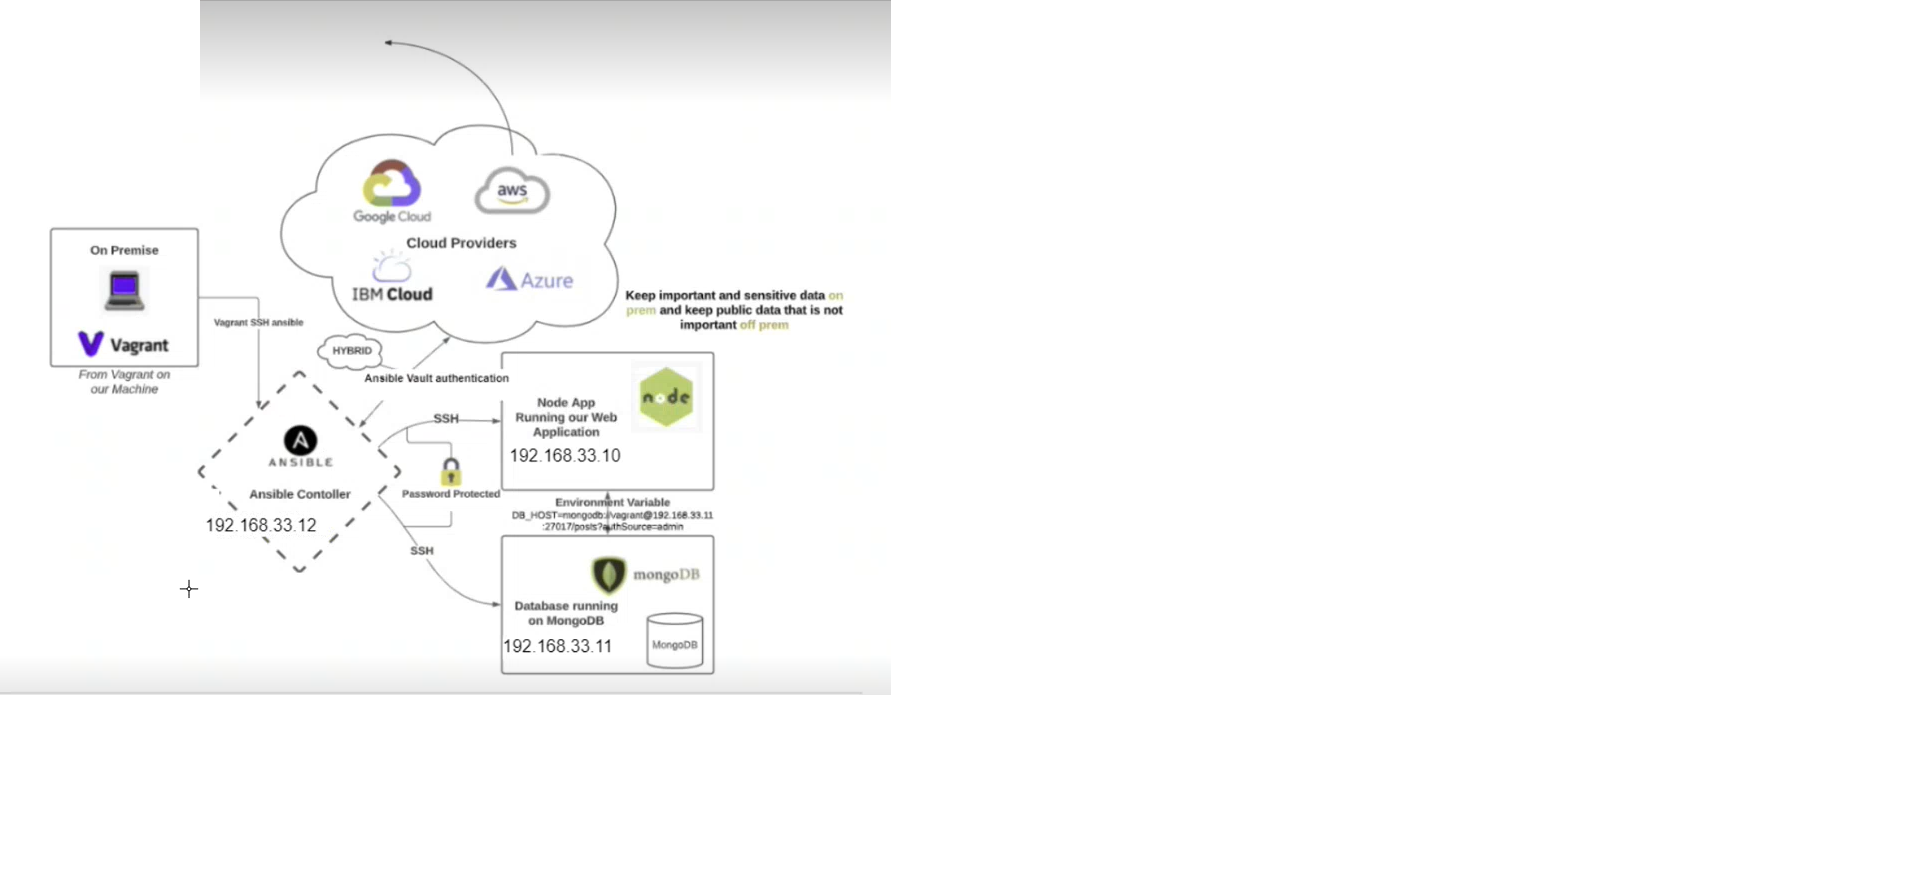 Google Cloud
aws
Cloud Providers
IBM Cloud
Azure
On Premise
Vagrant
From Vagrant on
our Machine
Vagrant SSH ansible
Keep important and sensitive data on
prem and keep public data that is not
important off prem
HYBRID
Ansible Vault authentication
node
Node App
Running our Web
Application
192.168.33.10
SSH
ANSIBLE
Ansible Contoller
192.168.33.12
Password Protected
Environment Variable
DB_HOST=mongodb://vagrant@192.168.33.11
:27017/posts?authSource=admin
SSH
mongoDB
Database running
on MongoDB
192.168.33.11
MongoDB